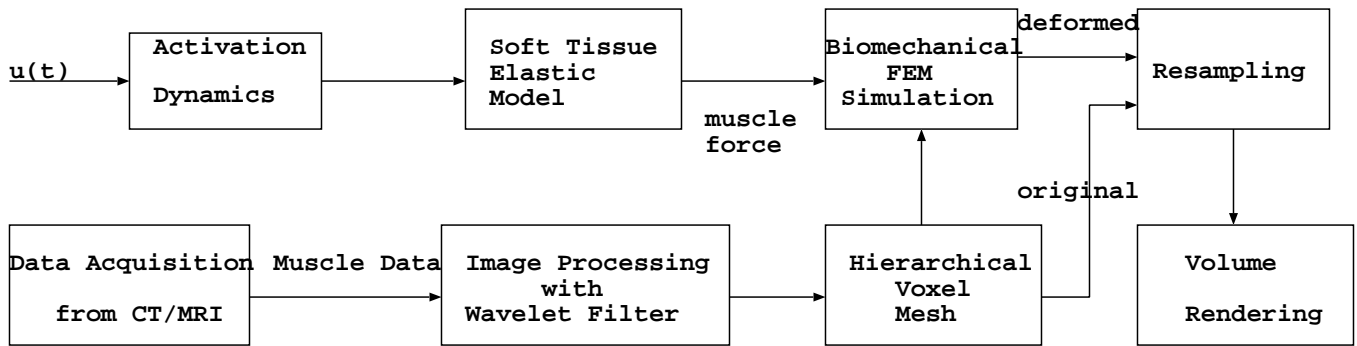 u(t)
Activation
Dynamics
Soft Tissue
Elastic
Model
muscle
force
Biomechanical
FEM
Simulation
deformed
Resampling
original
Data Acquisition
from CT/MRI
Muscle Data
Image Processing
with
Wavelet Filter
Hierarchical
Voxel
Mesh
Volume
Rendering